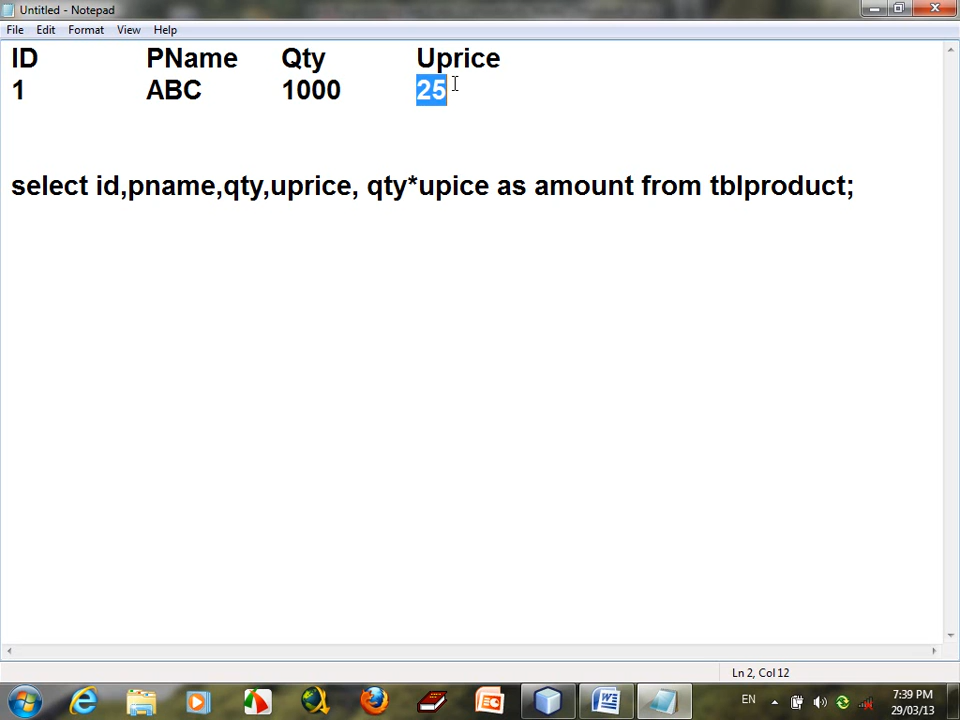 Untitled - Notepad
File Edit Format View Help
ID PName Qty Uprice
1 ABC 1000 25
select id,pname,qty,uprice, qty*upice as amount from tblproduct;
Ln 2, Col 12
EN 7:39 PM
29/03/13